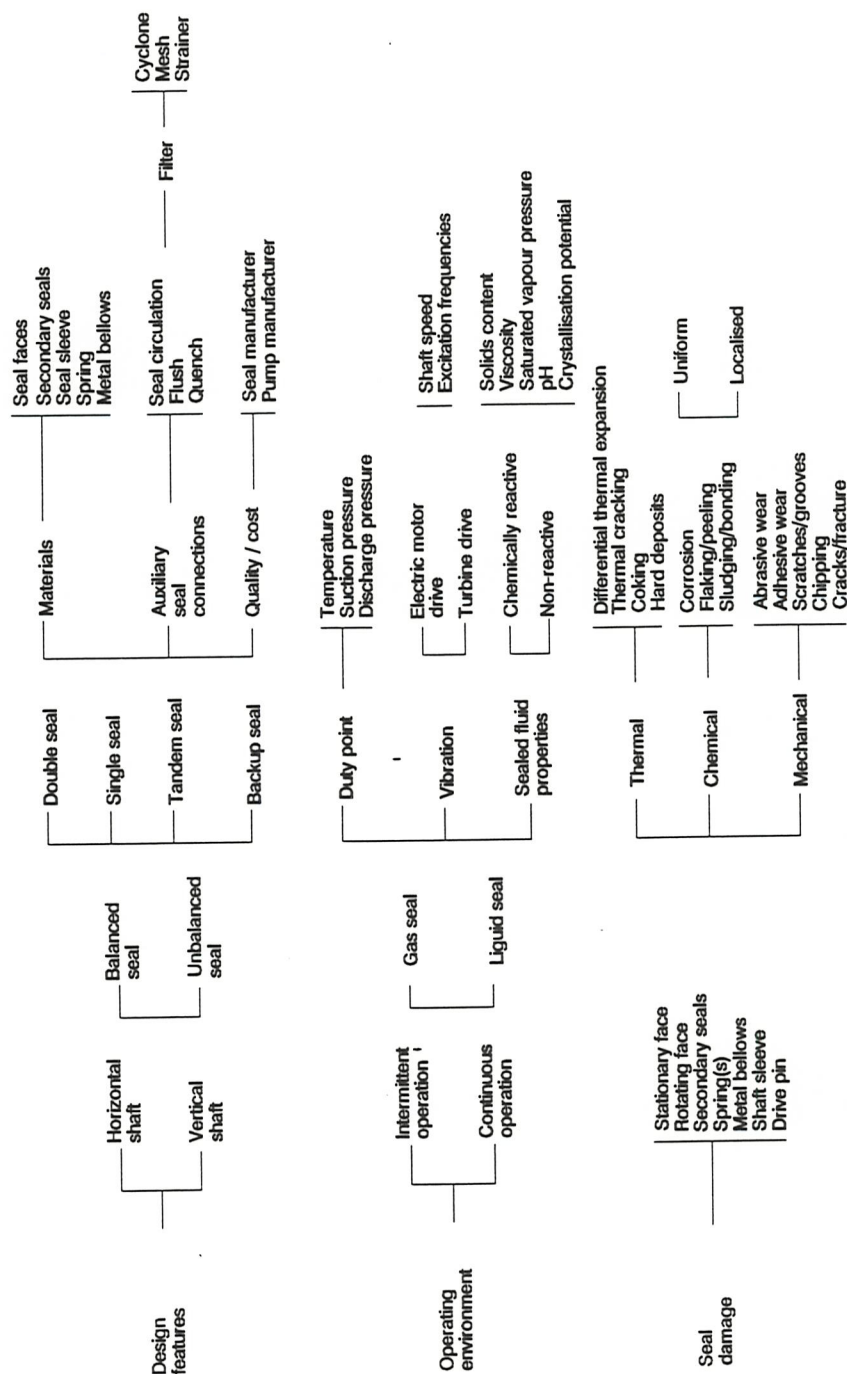 Design
features
Horizontal
shaft
Vertical
shaft
Balanced
seal
Unbalanced
seal
Double seal
Single seal
Tandem seal
Backup seal
Materials
Auxiliary
seal
connections
Quality / cost
Seal faces
Secondary seals
Seal sleeve
Spring
Metal bellows
Seal circulation
Flush
Quench
Seal manufacturer
Pump manufacturer
Filter
Cyclone
Mesh
Strainer
Operating
environment
Intermittent
operation
Continuous
operation
Gas seal
Liquid seal
Duty point
Vibration
Sealed fluid
properties
Temperature
Suction pressure
Discharge pressure
Electric motor
drive
Turbine drive
Chemically reactive
Non-reactive
Shaft speed
Excitation frequencies
Solids content
Viscosity
Saturated vapour pressure
pH
Crystallisation potential
Seal
damage
Stationary face
Rotating face
Secondary seals
Spring(s)
Metal bellows
Shaft sleeve
Drive pin
Thermal
Chemical
Mechanical
Differential thermal expansion
Thermal cracking
Coking
Hard deposits
Corrosion
Flaking/peeling
Sludging/bonding
Abrasive wear
Adhesive wear
Scratches/grooves
Chipping
Cracks/fracture
Uniform
Localised